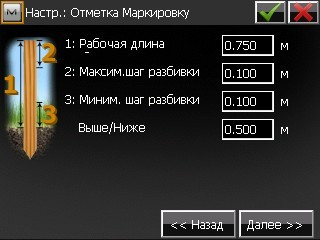 M Настр.: Отметка Маркировку
1: Рабочая длина 0.750 м
2: Максим.шаг разбивки 0.100 м
3: Миним. шаг разбивки 0.100 м
Выше/Ниже 0.500 м
1 2 3
<< Назад Далее >>